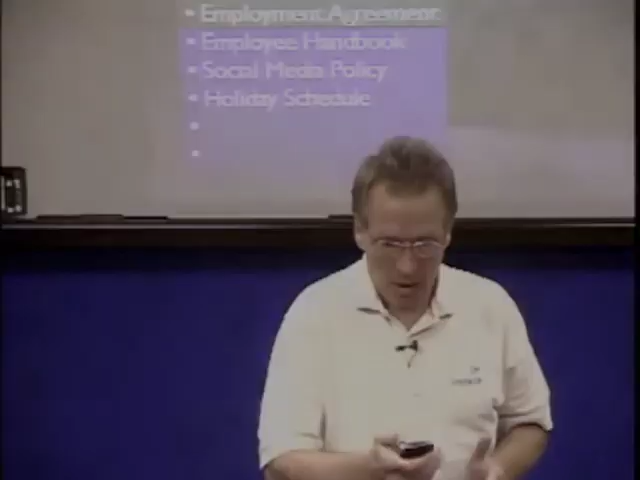 • Employment Agreement
• Employee Handbook
• Social Media Policy
• Holiday Schedule
•
•